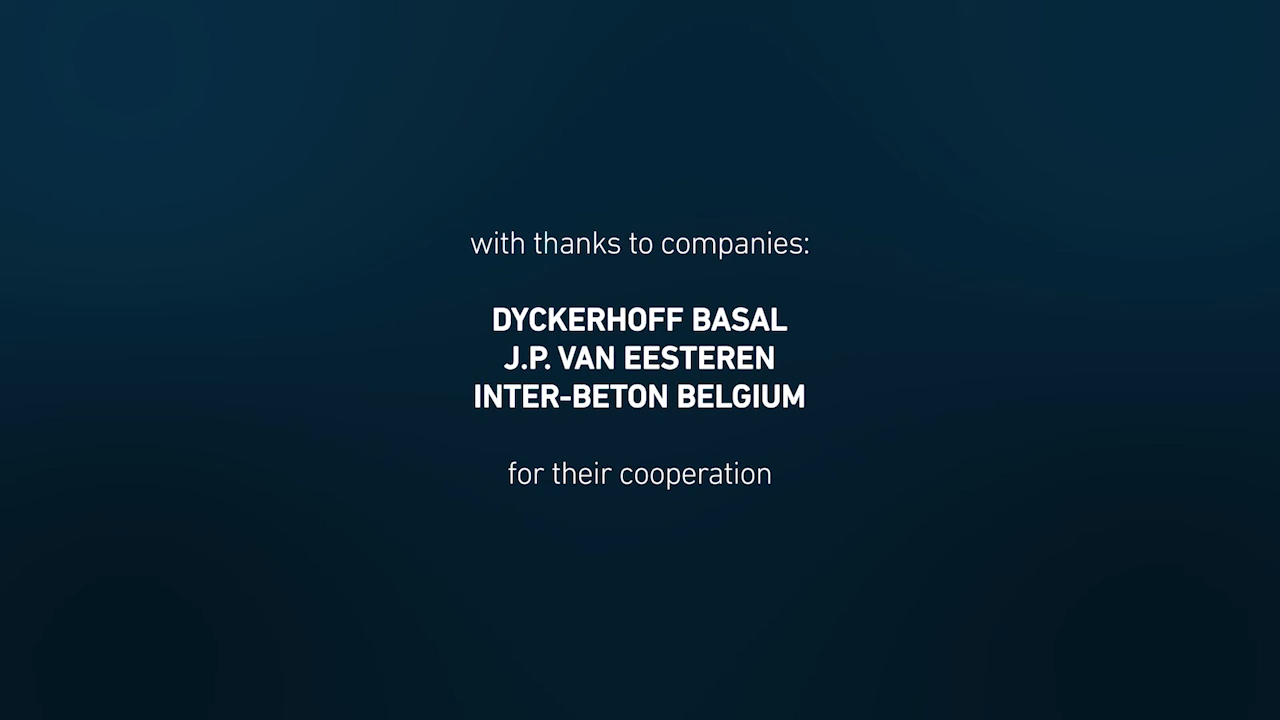 with thanks to companies:
DYCKERHOFF BASAL
J.P. VAN EESTEREN
INTER-BETON BELGIUM
for their cooperation